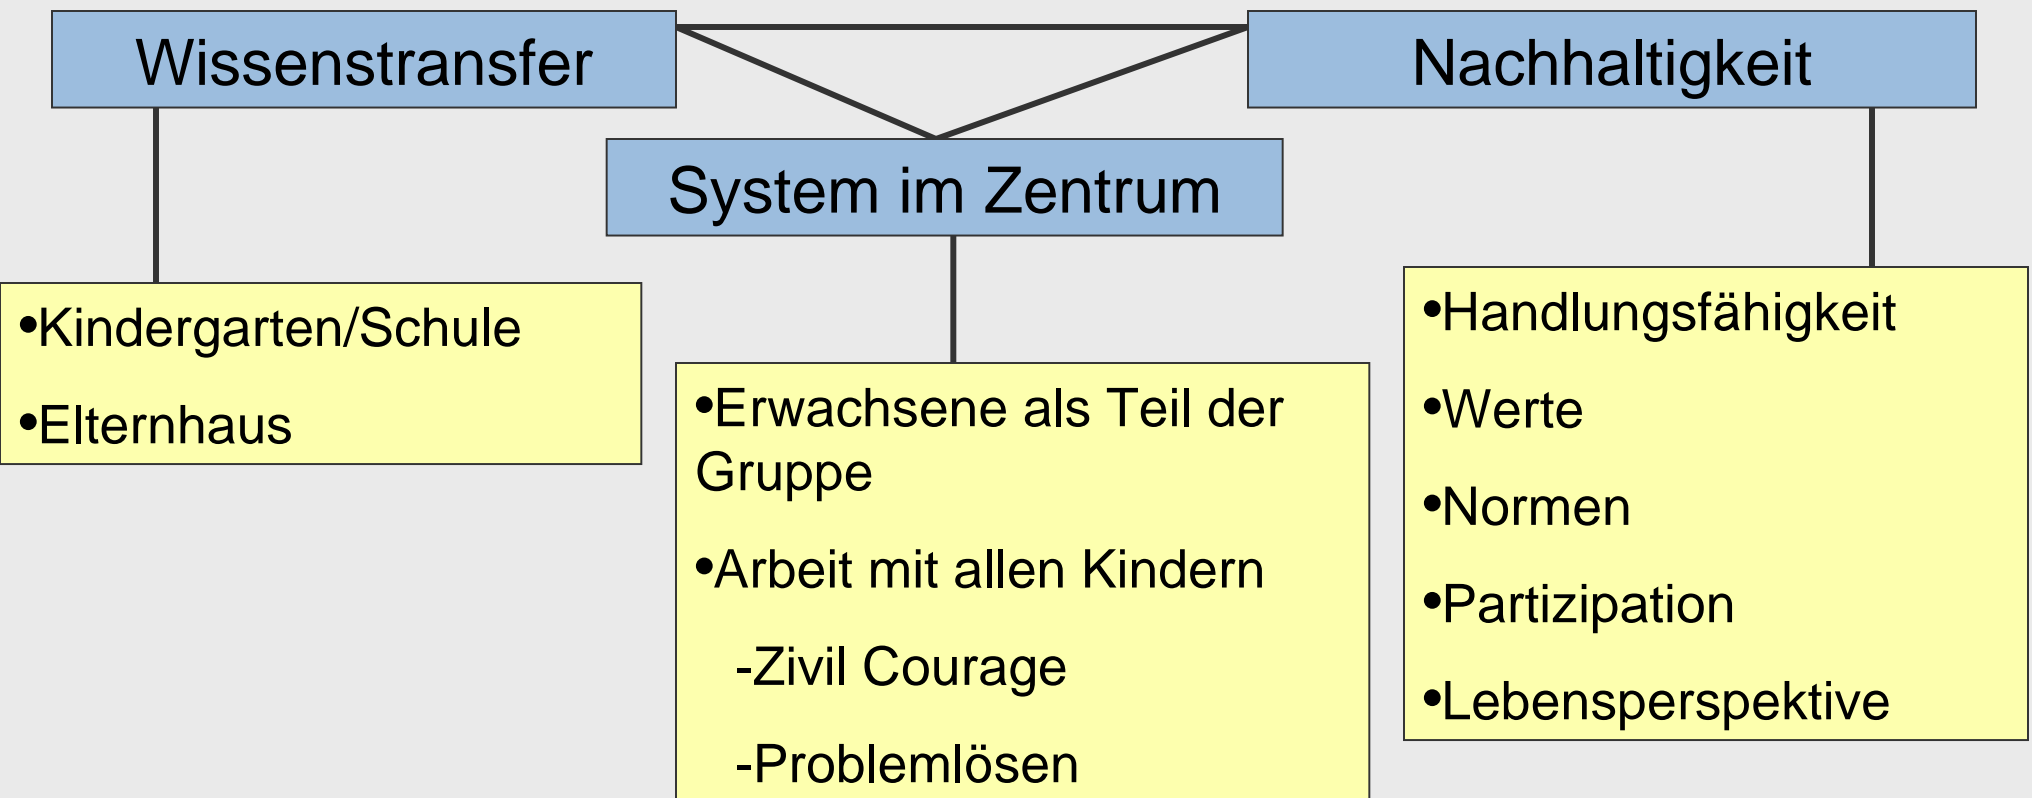 Wissenstransfer
Nachhaltigkeit
System im Zentrum
•Kindergarten/Schule
•Elternhaus
•Erwachsene als Teil der
Gruppe
•Arbeit mit allen Kindern
-Zivil Courage
-Problemlösen
•Handlungsfähigkeit
•Werte
•Normen
•Partizipation
•Lebensperspektive